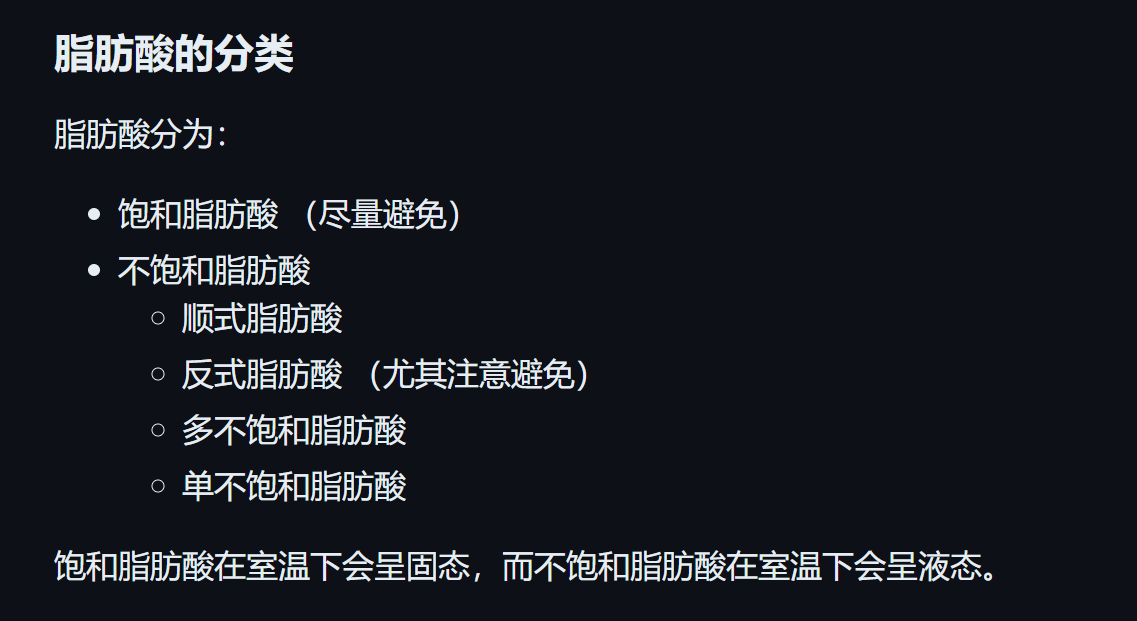 脂肪酸的分类
脂肪酸分为：
饱和脂肪酸 （尽量避免）
不饱和脂肪酸
顺式脂肪酸
反式脂肪酸 （尤其注意避免）
多不饱和脂肪酸
单不饱和脂肪酸
饱和脂肪酸在室温下会呈固态，而不饱和脂肪酸在室温下会呈液态。